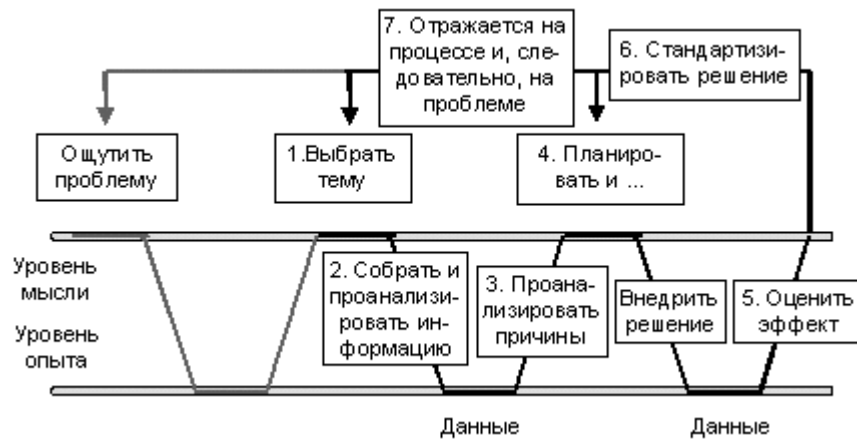 7. Отражается на
процессе и, сле-
довательно, на
проблеме
6. Стандартизи-
ровать решение
Ощутить
проблему
1.Выбрать
тему
4. Планиро-
вать и ...
Уровень
мысли
2. Собрать и
проанализи-
ровать ин-
формацию
3. Проана-
лизировать
причины
Внедрить
решение
5. Оценить
эффект
Уровень
опыта
Данные
Данные